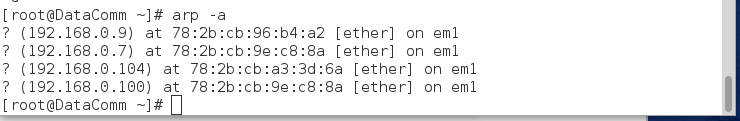 [root@DataComm ~]# arp -a
? (192.168.0.9) at 78:2b:cb:96:b4:a2 [ether] on em1
? (192.168.0.7) at 78:2b:cb:9e:c8:8a [ether] on em1
? (192.168.0.104) at 78:2b:cb:a3:3d:6a [ether] on em1
? (192.168.0.100) at 78:2b:cb:9e:c8:8a [ether] on em1
[root@DataComm ~]#